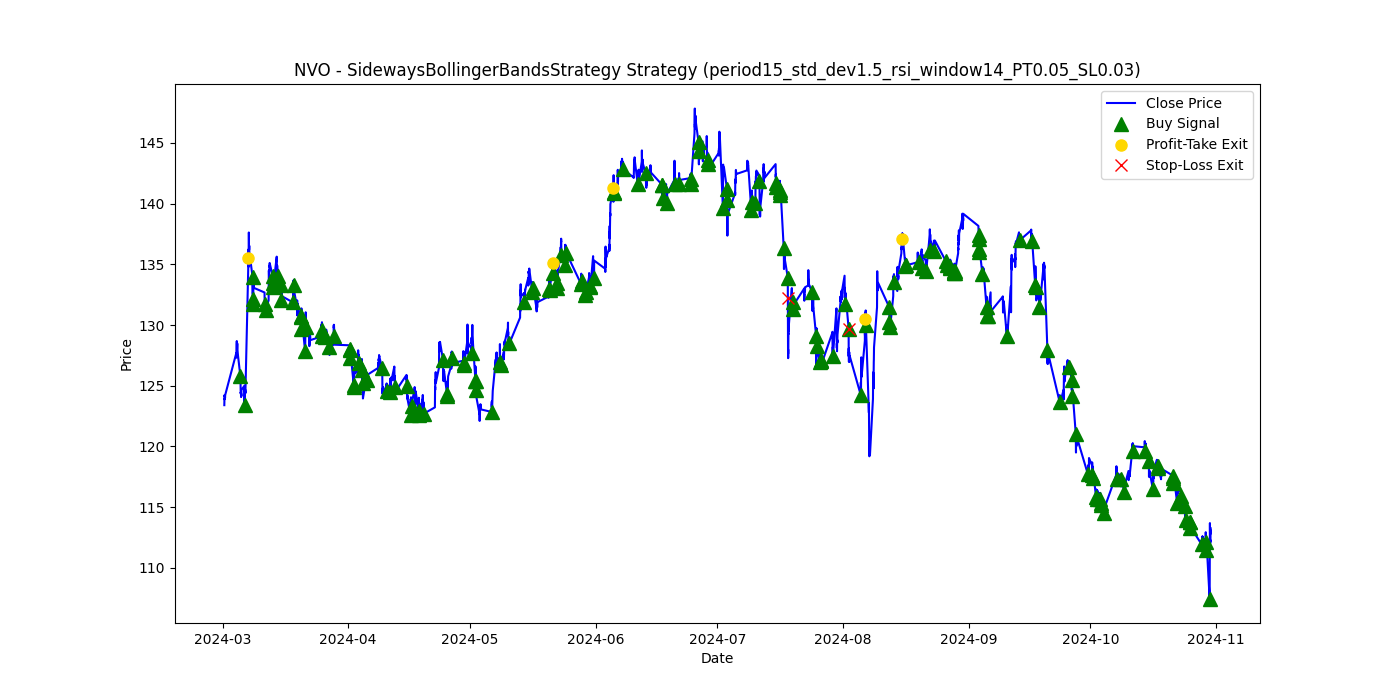 NVO - SidewaysBollingerBandsStrategy Strategy (period15_std_dev1.5_rsi_window14_PT0.05_SL0.03)
Close Price
Buy Signal
Profit-Take Exit
Stop-Loss Exit
Price
145
140
135
130
125
120
115
110
2024-03 2024-04 2024-05 2024-06 2024-07 2024-08 2024-09 2024-10 2024-11
Date